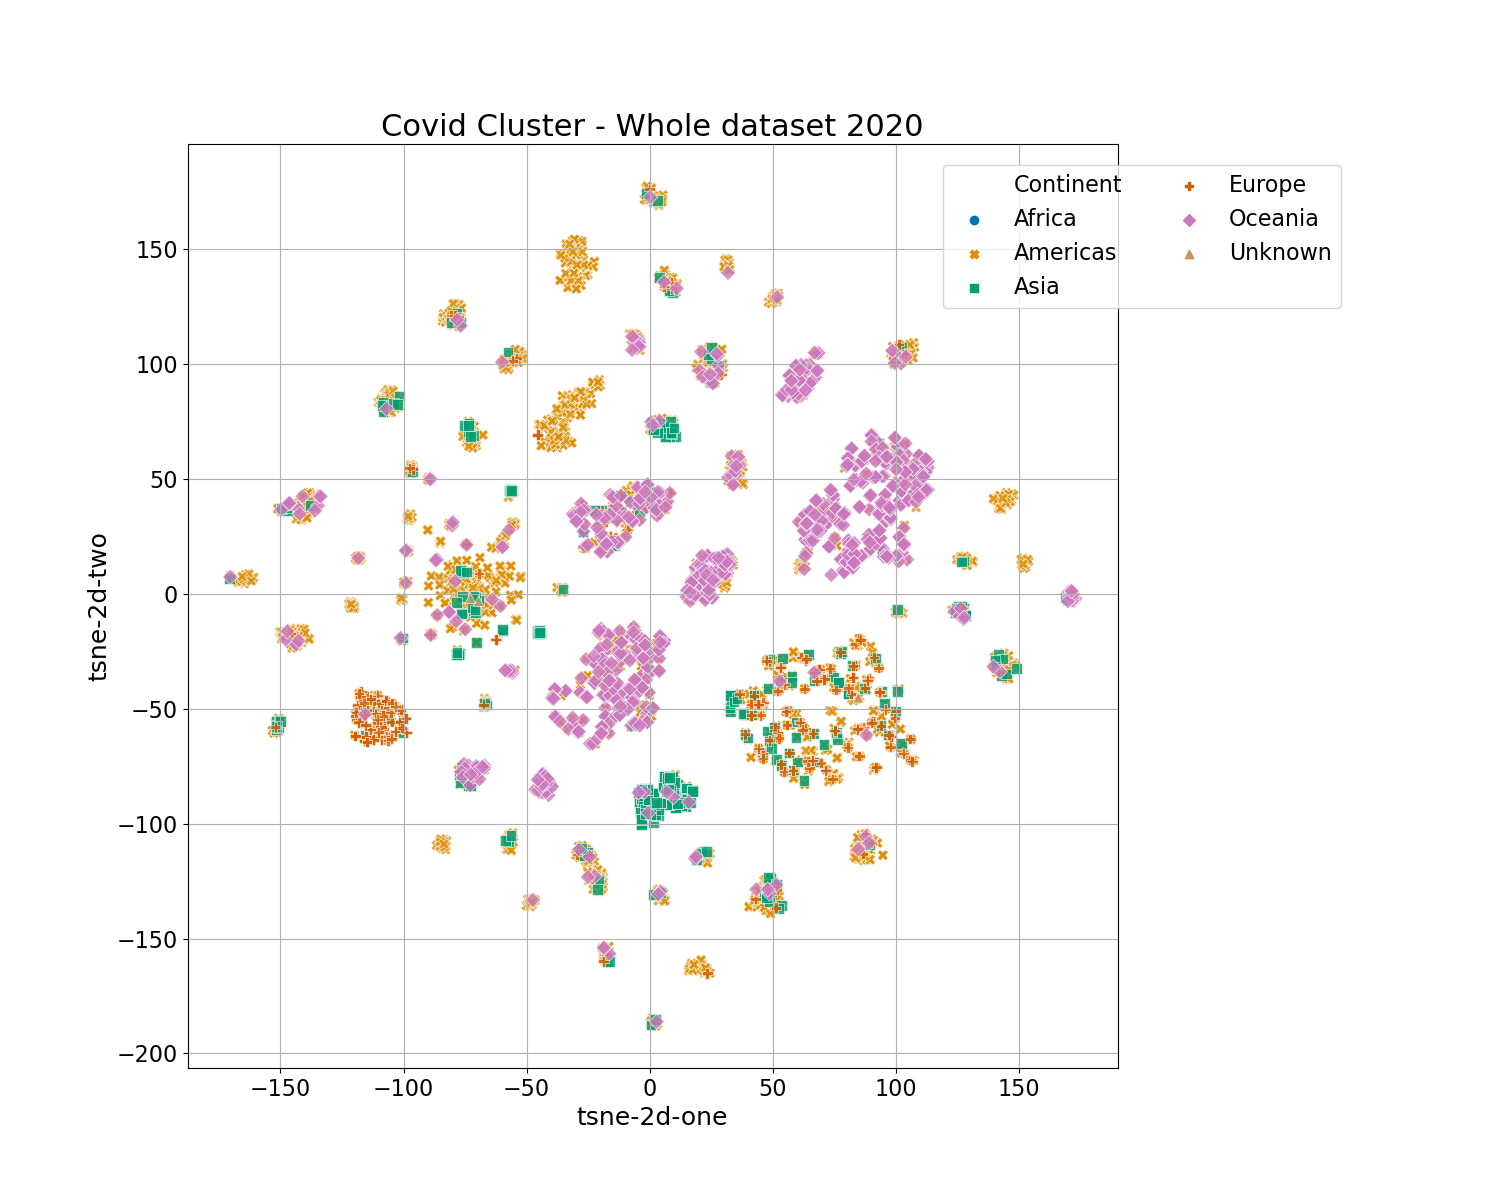 Covid Cluster - Whole dataset 2020
Continent
Africa
Americas
Asia
Europe
Oceania
Unknown
150
100
50
0
−50
−100
−150
−200
tsne-2d-two
−150 −100 −50 0 50 100 150
tsne-2d-one